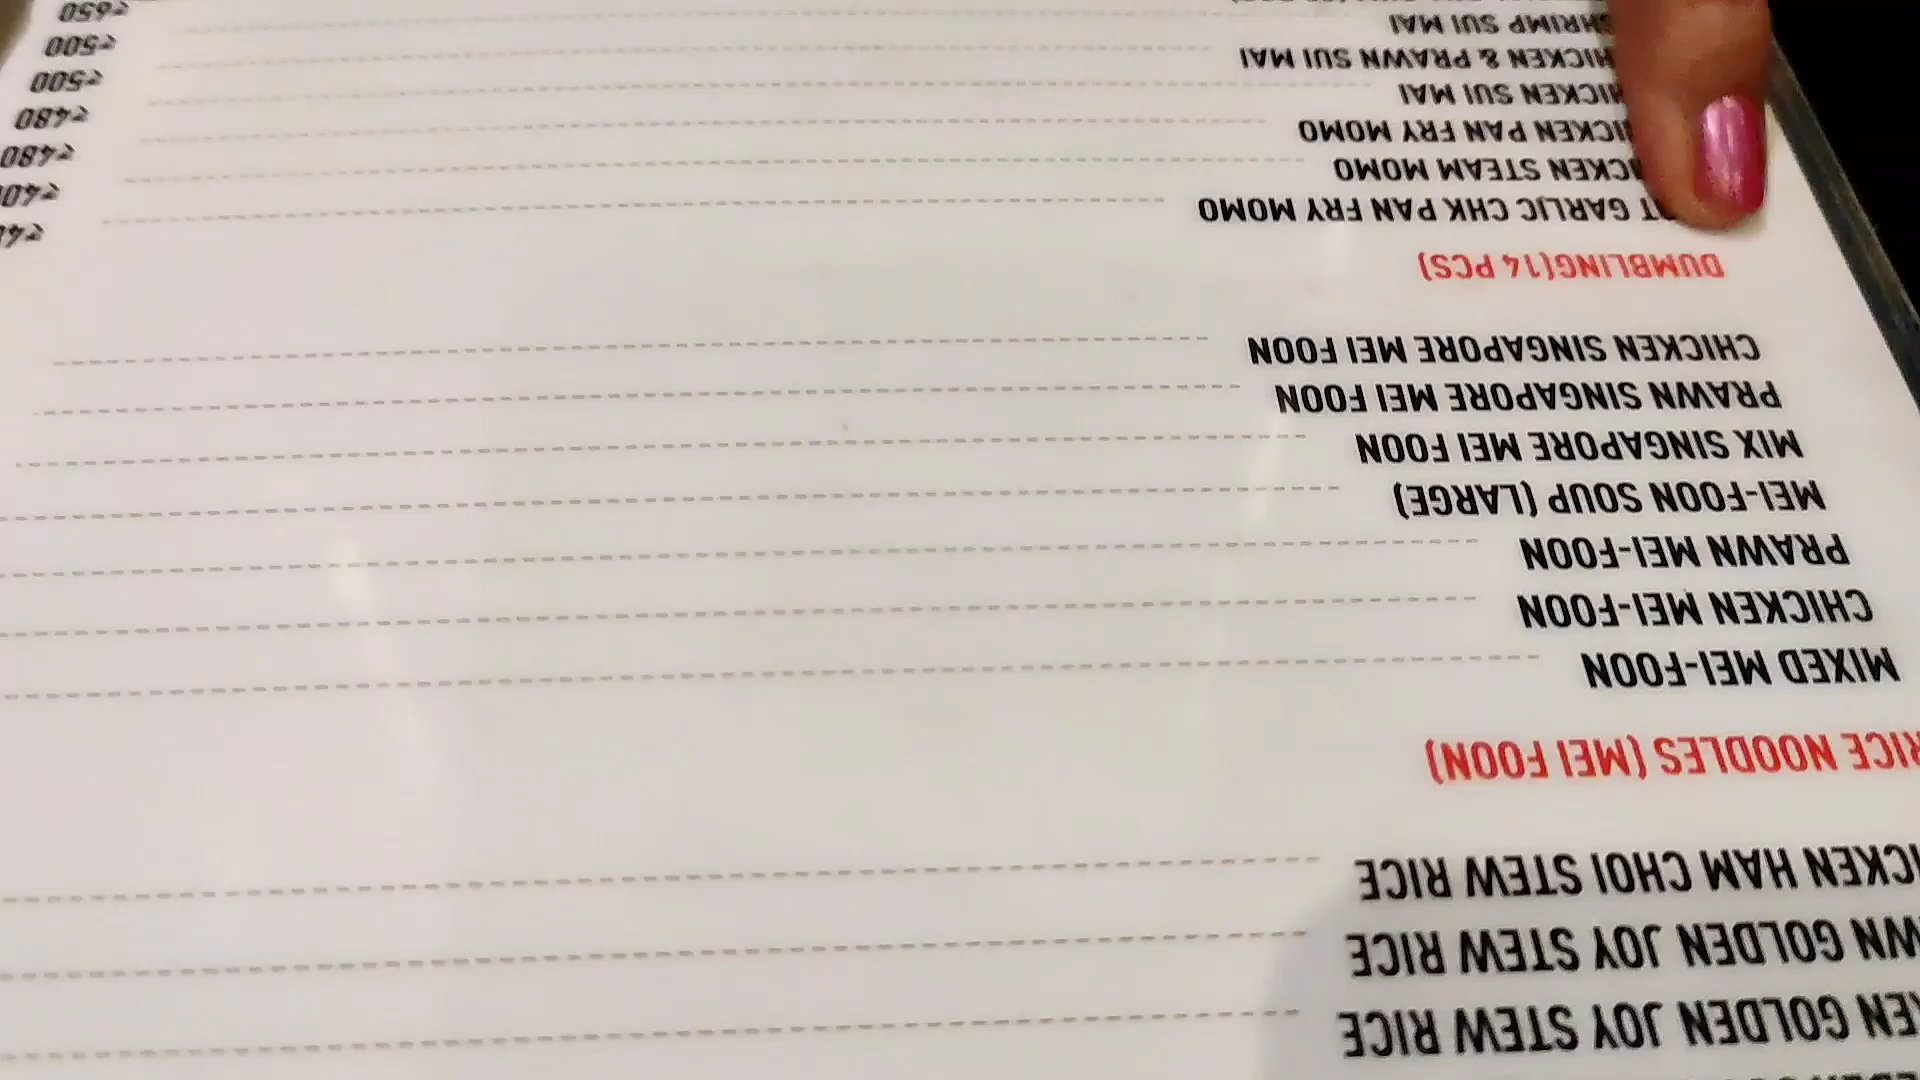 GOLDEN JOY STEW RICE
GOLDEN JOY STEW RICE
HAM CHOI STEW RICE
RICE NOODLES (MEI FOON)
MIXED MEI-FOON
CHICKEN MEI-FOON
PRAWN MEI-FOON
MEI-FOON SOUP (LARGE)
MIX SINGAPORE MEI FOON
PRAWN SINGAPORE MEI FOON
CHICKEN SINGAPORE MEI FOON
DUMBLING(14 PCS)
GARLIC CHK PAN FRY MOMO
CHICKEN STEAM MOMO
CHICKEN PAN FRY MOMO ₹480
CHICKEN SUI MAI ₹480
CHICKEN & PRAWN SUI MAI ₹500
SHRIMP SUI MAI ₹500
₹650